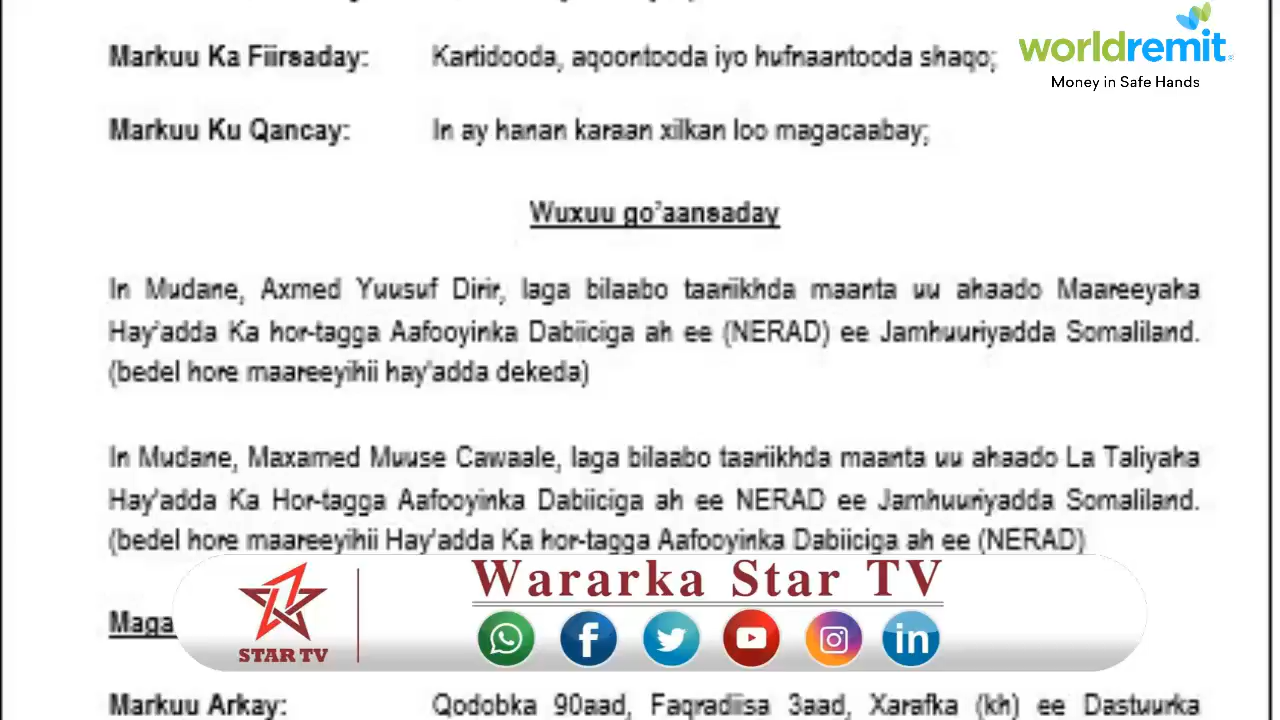 worldremit
Money in Safe Hands
Markuu Ka Fiirsaday: Kartidooda, aqoontooda iyo hufnaantooda shaqo;
Markuu Ku Qancay: In ay hanan karaan xilkan loo magacaabay;
Wuxuu go'aansaday
In Mudane, Axmed Yuusuf Dirir, laga bilaabo taariikhda maanta uu ahaado Maareeyaha
Hay'adda Ka hor-tagga Aafooyinka Dabiiciga ah ee (NERAD) ee Jamhuuriyadda Somaliland.
(bedel hore maareeyihii hay'adda dekeda)
In Mudane, Maxamed Muuse Cawaale, laga bilaabo taariikhda maanta uu ahaado La Taliyaha
Hay'adda Ka Hor-tagga Aafooyinka Dabiiciga ah ee NERAD ee Jamhuuriyadda Somaliland.
(bedel hore maareeyihii Hay'adda Ka hor-tagga Aafooyinka Dabiiciga ah ee (NERAD)
Wararka Star TV
STAR TV
in
Maga
Markuu Arkay: Qodobka 90aad, Faqradiisa 3aad, Xarafka (kh) ee Dastuurka